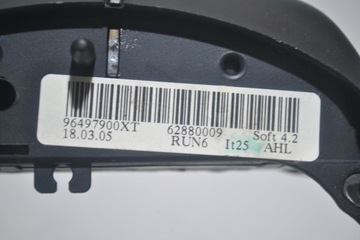 96497900XT 62880009 Soft 4.2
18.03.05 RUN6 It25 AHL